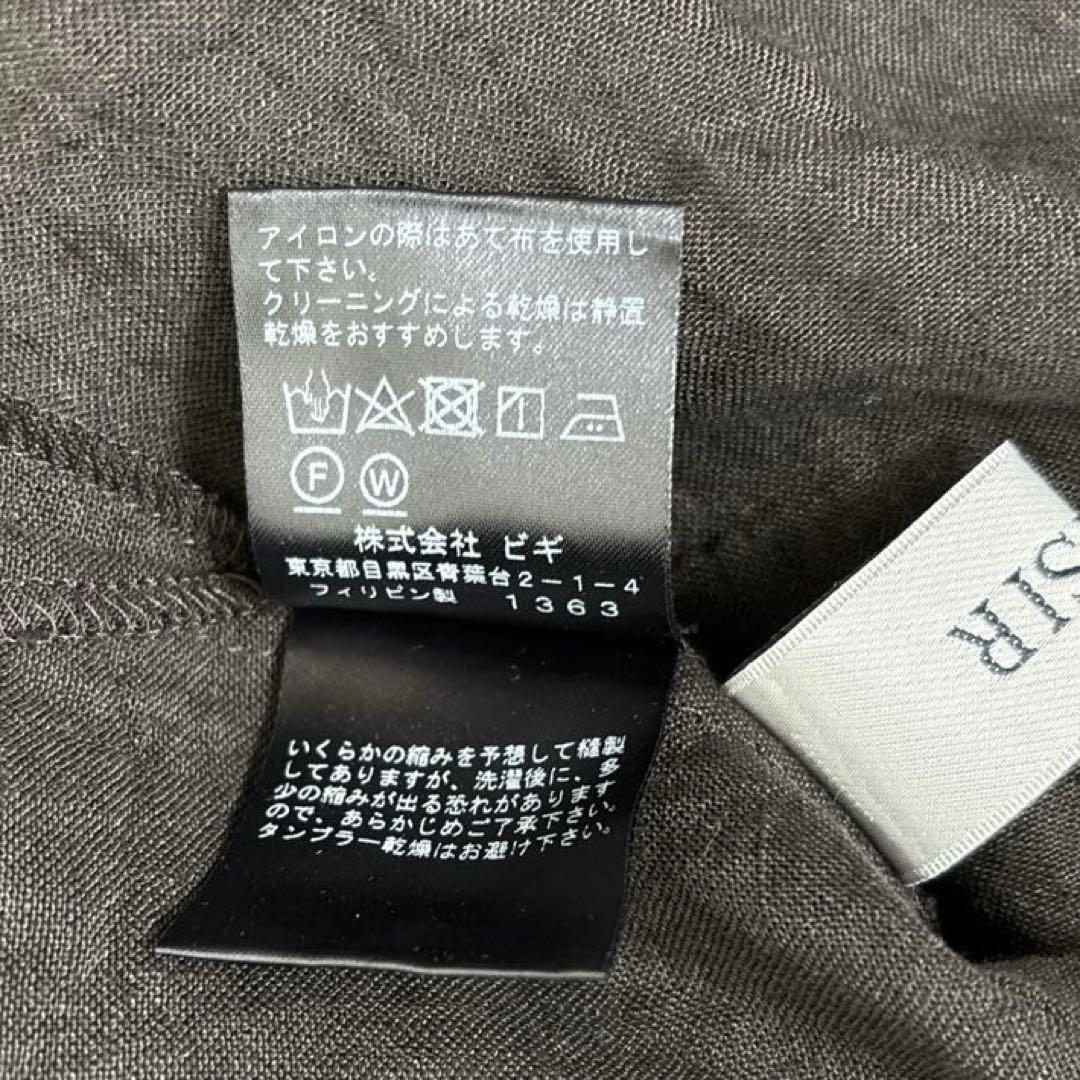 アイロンの際はあて布を使用し
て下さい。
クリーニングによる乾燥は静置
乾燥をおすすめします。
F W
株式会社 ビギ
東京都目黒区青葉台2-1-4
フィリピン製 1363
いくらかの縮みを予想して縫製
してありますが、洗濯後に、多
少の縮みが出る恐れがあります
ので、あらかじめご了承下さい。
タンブラー乾燥はお避け下さい。
SIR